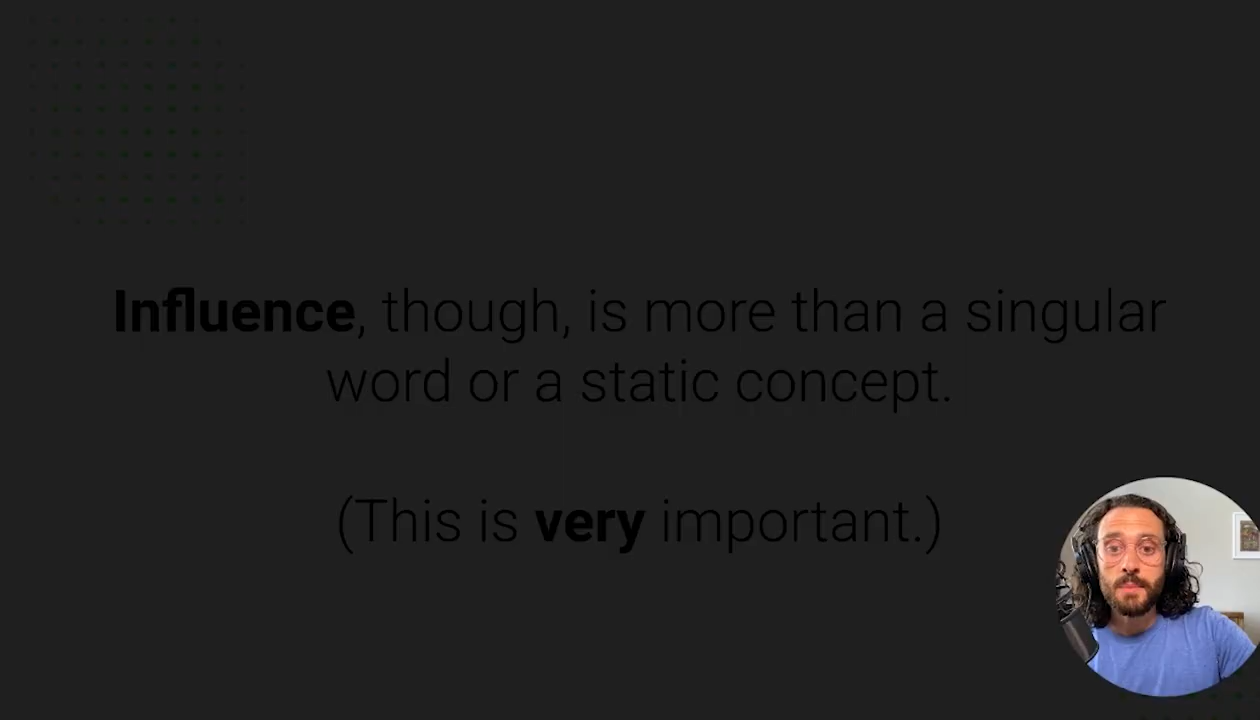 Influence, though, is more than a singular
word or a static concept.
(This is very important.)